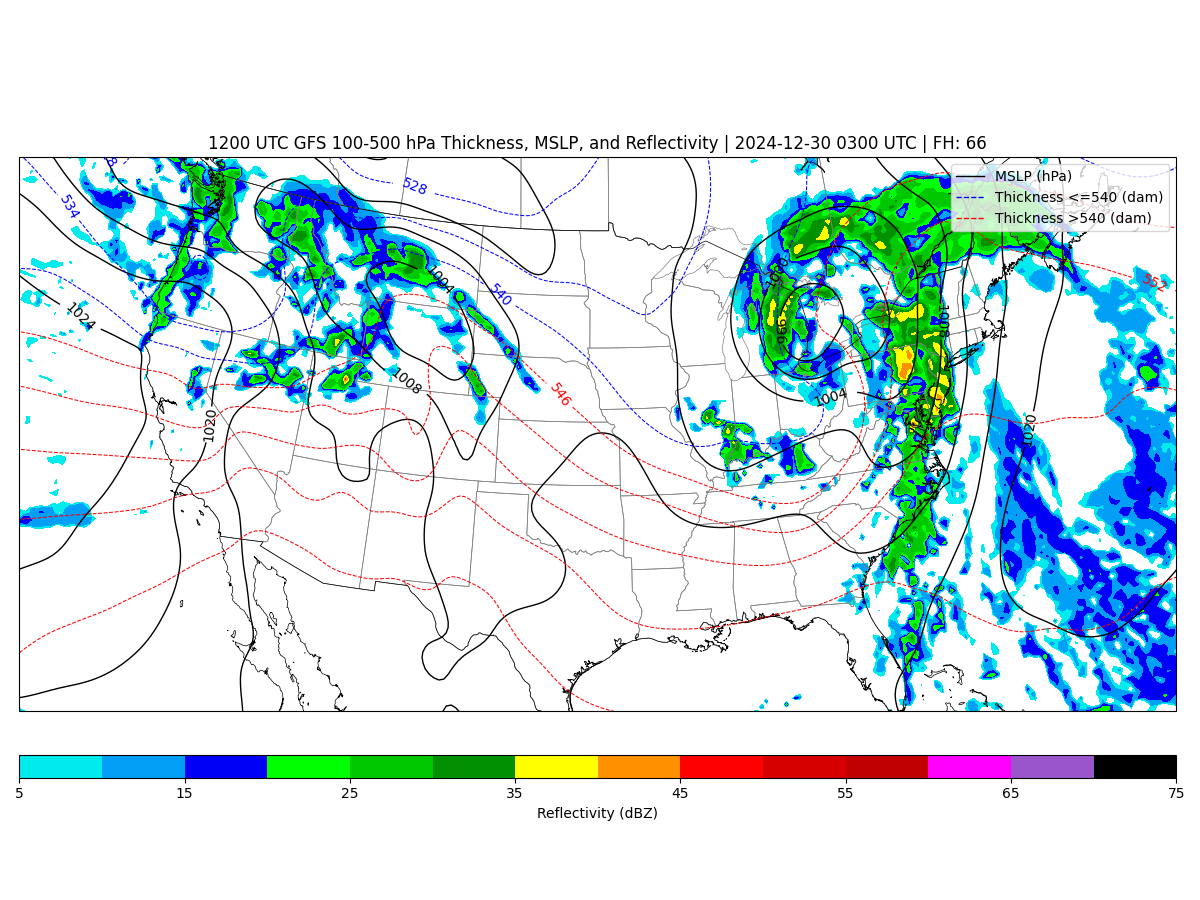 1200 UTC GFS 100-500 hPa Thickness, MSLP, and Reflectivity | 2024-12-30 0300 UTC | FH: 66
MSLP (hPa)
Thickness <=540 (dam)
Thickness >540 (dam)
528
534
540
546
552
1024
1020
1004
1008
996
1004
1008
1020
5 15 25 35 45 55 65 75
Reflectivity (dBZ)